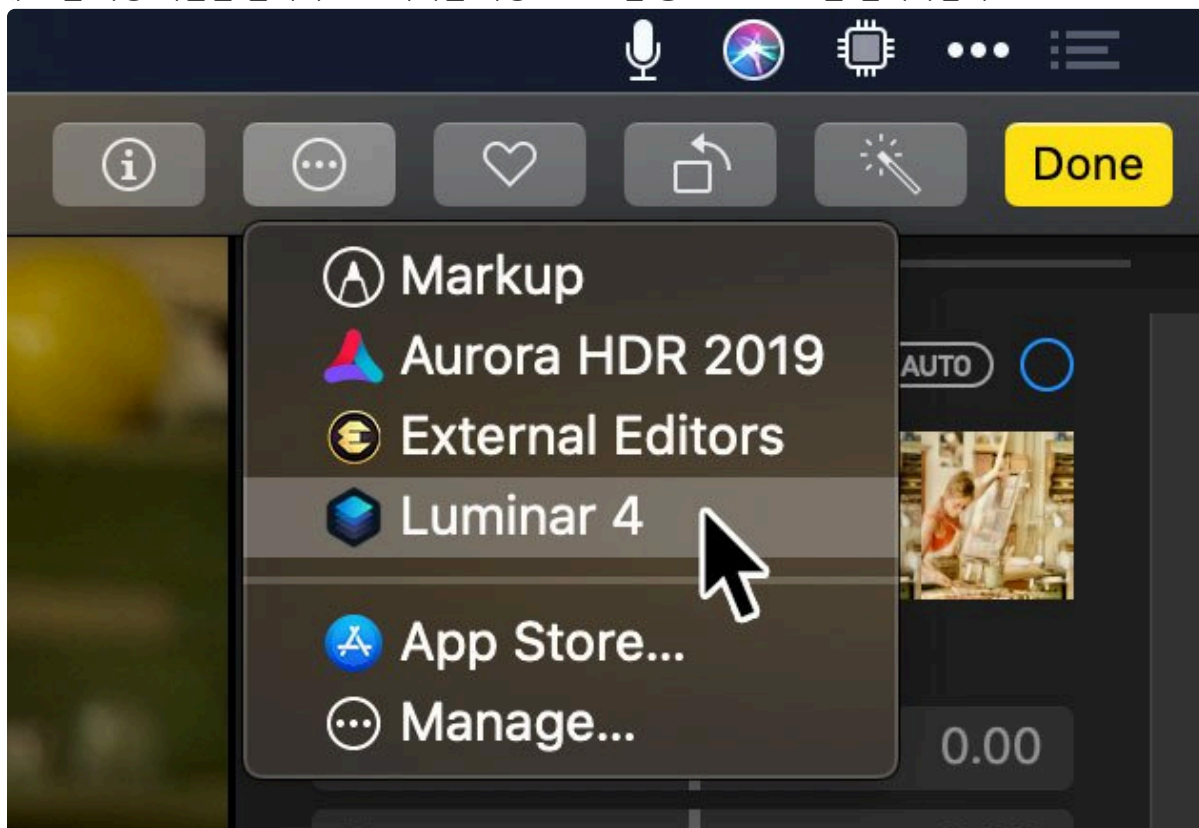 Done
Markup
Aurora HDR 2019
AUTO
External Editors
Luminar 4
App Store...
Manage...
0.00